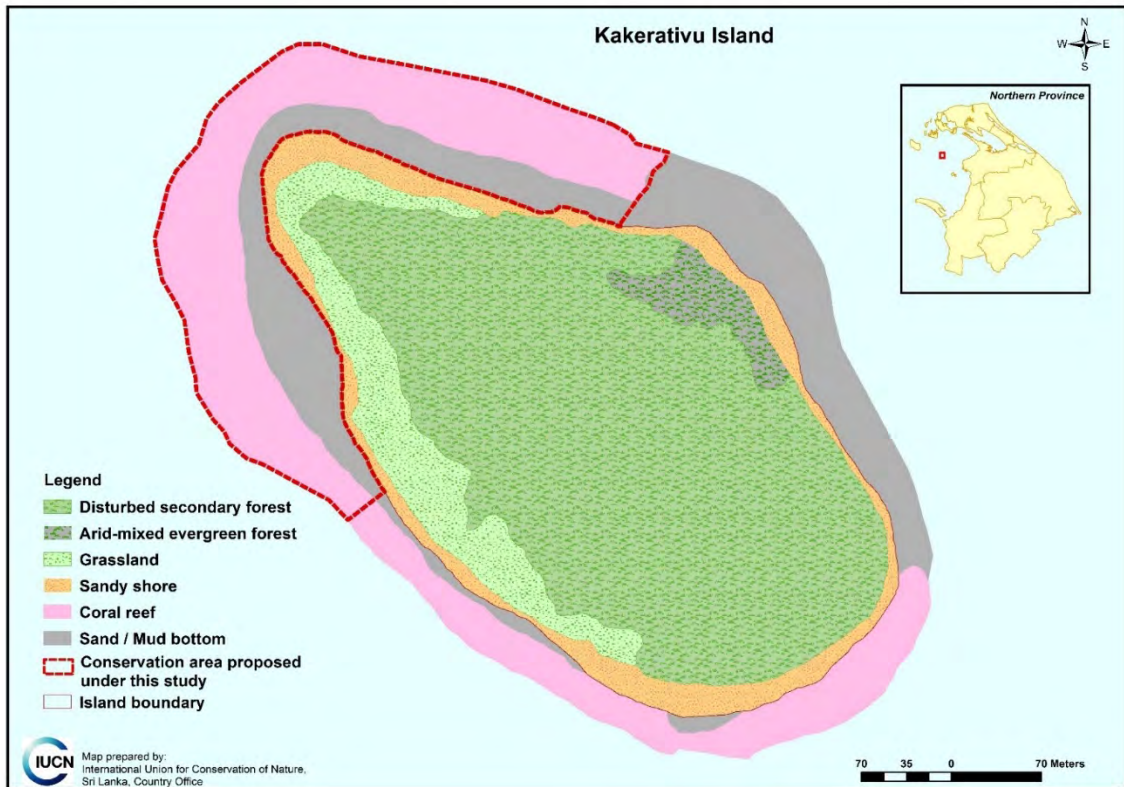 Kakerativu Island
N
W E
S
Northern Province
Legend
Disturbed secondary forest
Arid-mixed evergreen forest
Grassland
Sandy shore
Coral reef
Sand / Mud bottom
Conservation area proposed
under this study
Island boundary
IUCN
Map prepared by:
International Union for Conservation of Nature,
Sri Lanka, Country Office
70 35 0 70 Meters